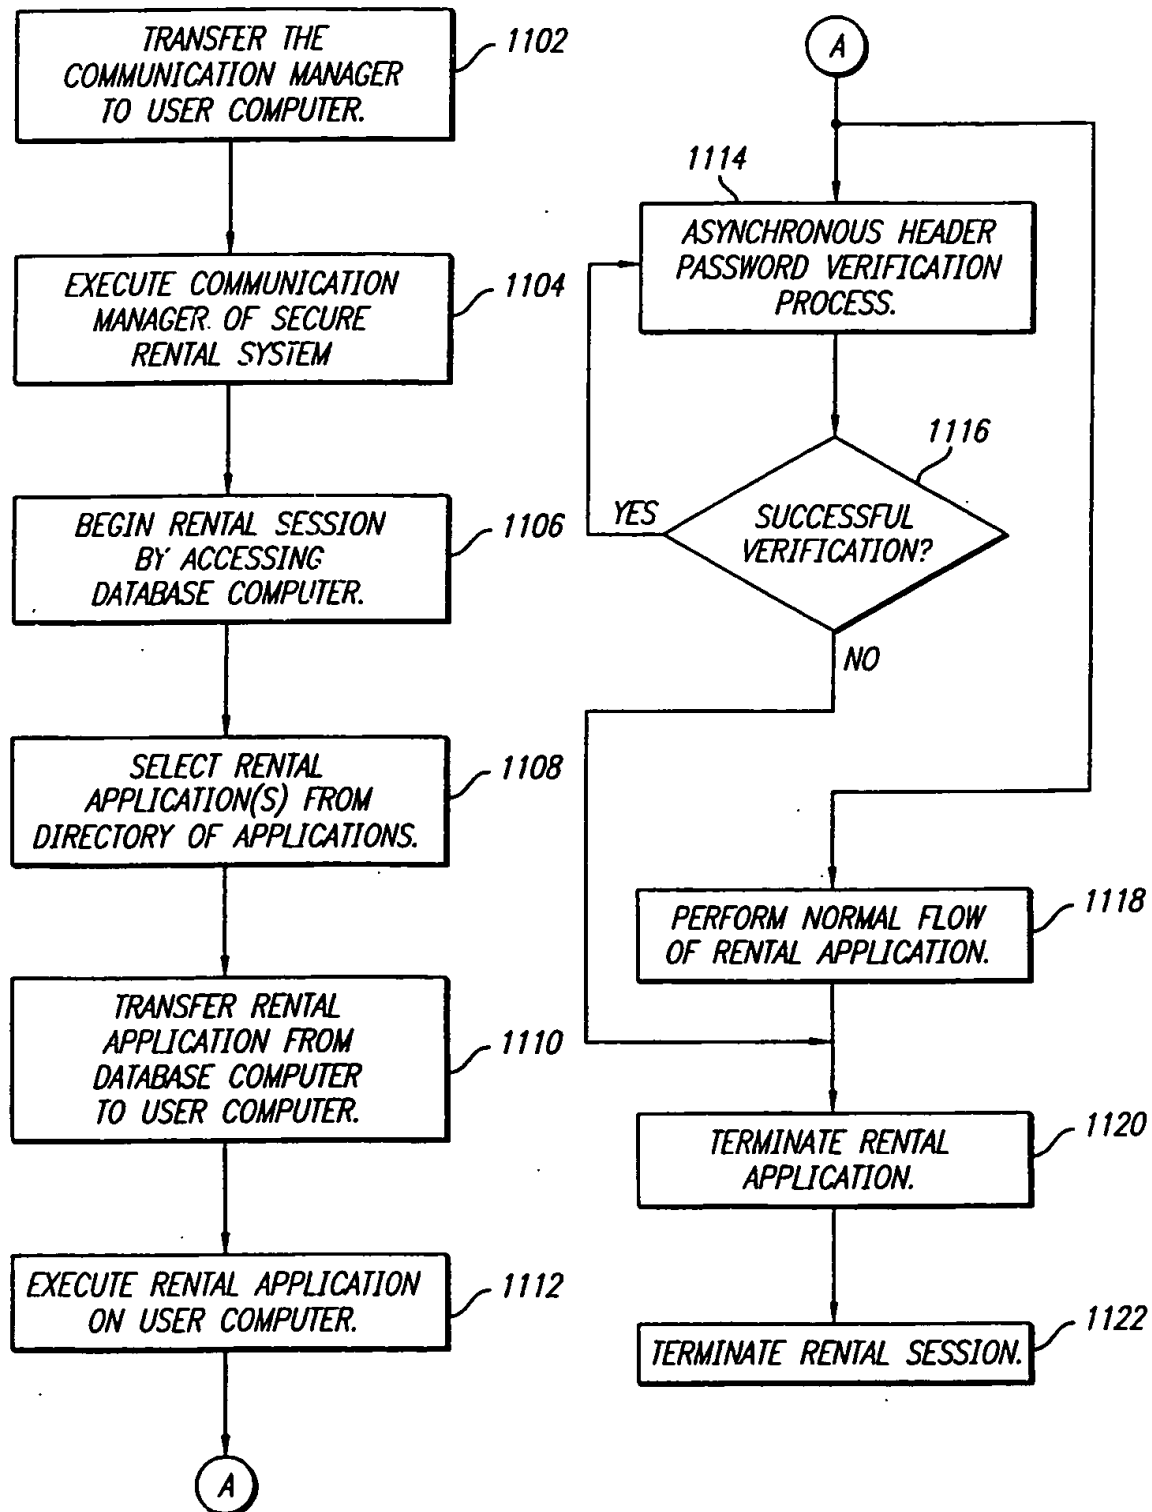 TRANSFER THE
COMMUNICATION MANAGER
TO USER COMPUTER.
1102
EXECUTE COMMUNICATION
MANAGER OF SECURE
RENTAL SYSTEM
1104
BEGIN RENTAL SESSION
BY ACCESSING
DATABASE COMPUTER.
1106
SELECT RENTAL
APPLICATION(S) FROM
DIRECTORY OF APPLICATIONS.
1108
TRANSFER RENTAL
APPLICATION FROM
DATABASE COMPUTER
TO USER COMPUTER.
1110
EXECUTE RENTAL APPLICATION
ON USER COMPUTER.
1112
A
A
1114
ASYNCHRONOUS HEADER
PASSWORD VERIFICATION
PROCESS.
1116
SUCCESSFUL
VERIFICATION?
YES
NO
PERFORM NORMAL FLOW
OF RENTAL APPLICATION.
1118
TERMINATE RENTAL
APPLICATION.
1120
TERMINATE RENTAL SESSION.
1122